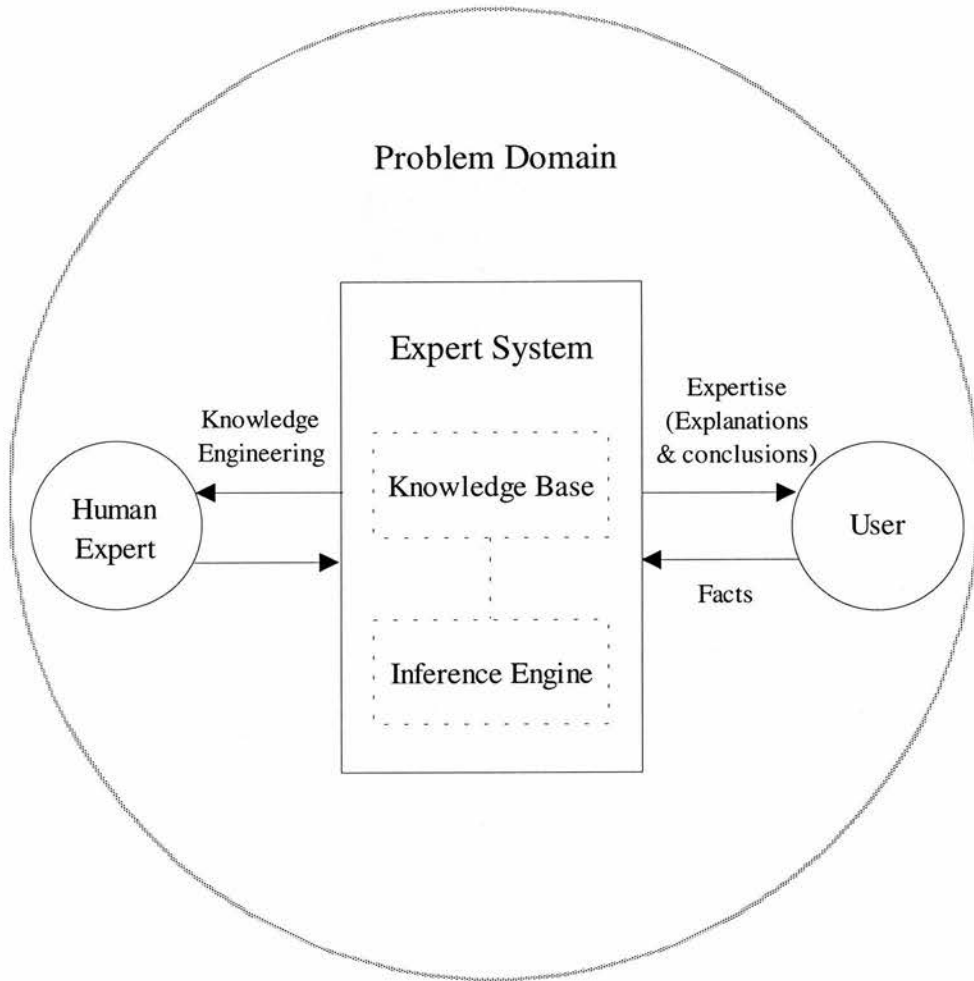 Problem Domain
Expert System
Knowledge
Engineering
Human
Expert
Knowledge Base
Inference Engine
Expertise
(Explanations
& conclusions)
User
Facts